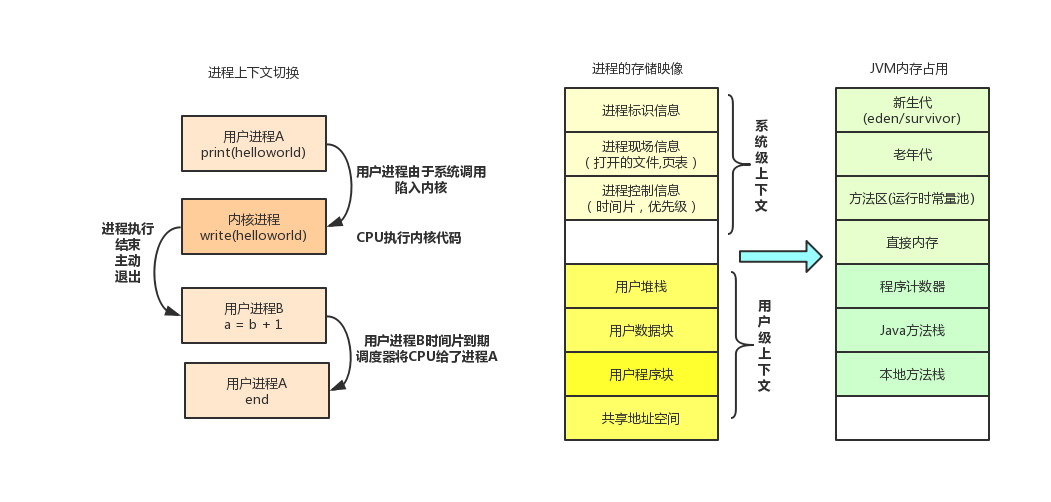 进程上下文切换
用户进程A
print(helloworld)
用户进程由于系统调用
陷入内核
内核进程
write(helloworld)
CPU执行内核代码
进程执行
结束
主动
退出
用户进程B
a = b + 1
用户进程B时间片到期
调度器将CPU给了进程A
用户进程A
end
进程的存储映像
进程标识信息
进程现场信息
（打开的文件,页表）
进程控制信息
（时间片，优先级）
系统级上下文
用户堆栈
用户数据块
用户程序块
共享地址空间
用户级上下文
JVM内存占用
新生代
(eden/survivor)
老年代
方法区(运行时常量池)
直接内存
程序计数器
Java方法栈
本地方法栈